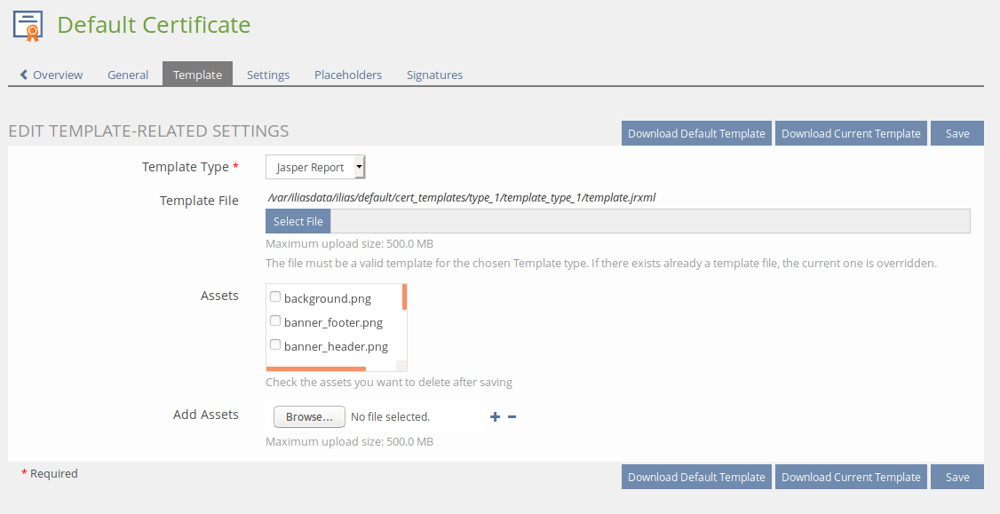 Default Certificate
Overview General Template Settings Placeholders Signatures
EDIT TEMPLATE-RELATED SETTINGS
Download Default Template Download Current Template Save
Template Type * Jasper Report
Template File /var/iliasdata/ilias/default/cert_templates/type_1/template_type_1/template.jrxml
Select File
Maximum upload size: 500.0 MB
The file must be a valid template for the chosen Template type. If there exists already a template file, the current one is overridden.
Assets background.png
banner_footer.png
banner_header.png
Check the assets you want to delete after saving
Add Assets Browse... No file selected.
Maximum upload size: 500.0 MB
* Required Download Default Template Download Current Template Save